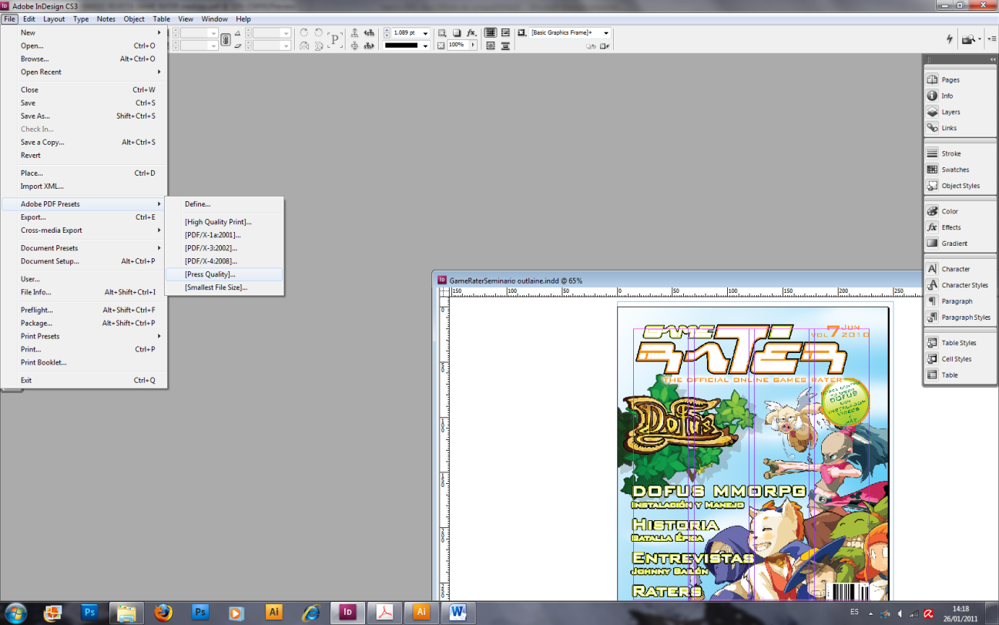 Adobe InDesign CS3
File Edit Layout Type Notes Object Table View Window Help
1.089 pt
[Basic Graphics Frame]+
100%
New
Open... Ctrl+O
Browse... Alt+Ctrl+O
Open Recent
Close Ctrl+W
Save Ctrl+S
Save As... Shift+Ctrl+S
Check In...
Save a Copy... Alt+Ctrl+S
Revert
Place... Ctrl+D
Import XML...
Adobe PDF Presets
Export... Ctrl+E
Cross-media Export
Document Presets
Document Setup... Alt+Ctrl+P
User...
File Info... Alt+Shift+Ctrl+I
Preflight... Alt+Shift+Ctrl+F
Package... Alt+Shift+Ctrl+P
Print Presets
Print... Ctrl+P
Print Booklet...
Exit Ctrl+Q
Define...
[High Quality Print]...
[PDF/X-1a:2001]...
[PDF/X-3:2002]...
[PDF/X-4:2008]...
[Press Quality]...
[Smallest File Size]...
Pages
Info
Layers
Links
Stroke
Swatches
Object Styles
Color
Effects
Gradient
Character
Character Styles
Paragraph
Paragraph Styles
Table Styles
Cell Styles
Table
GameRaterSeminario outlaine.indd @ 65%
150 100 50 0 50 100 150 200 250
GAME
RATER
VOL 7 JUN 2010
THE OFFICIAL ONLINE GAMES RATER
DOFUS
Dofus
DOFUS MMORPG
Instalación y Manejo
Historia
Batalla Épica
Entrevistas
Johnny Bailón
Raters
Ps Ps Ai Id Ai W
ES
14:18
26/01/2011